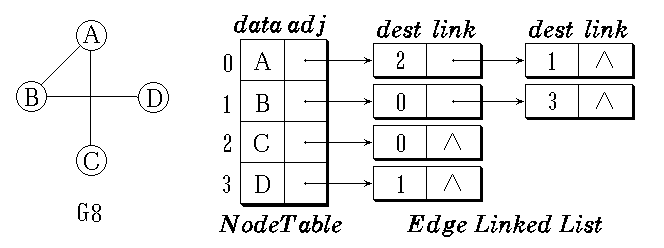 A
B D
C
G8
data adj dest link dest link
0 A 2 1 ∧
1 B 0 3 ∧
2 C 0 ∧
3 D 1 ∧
NodeTable Edge Linked List